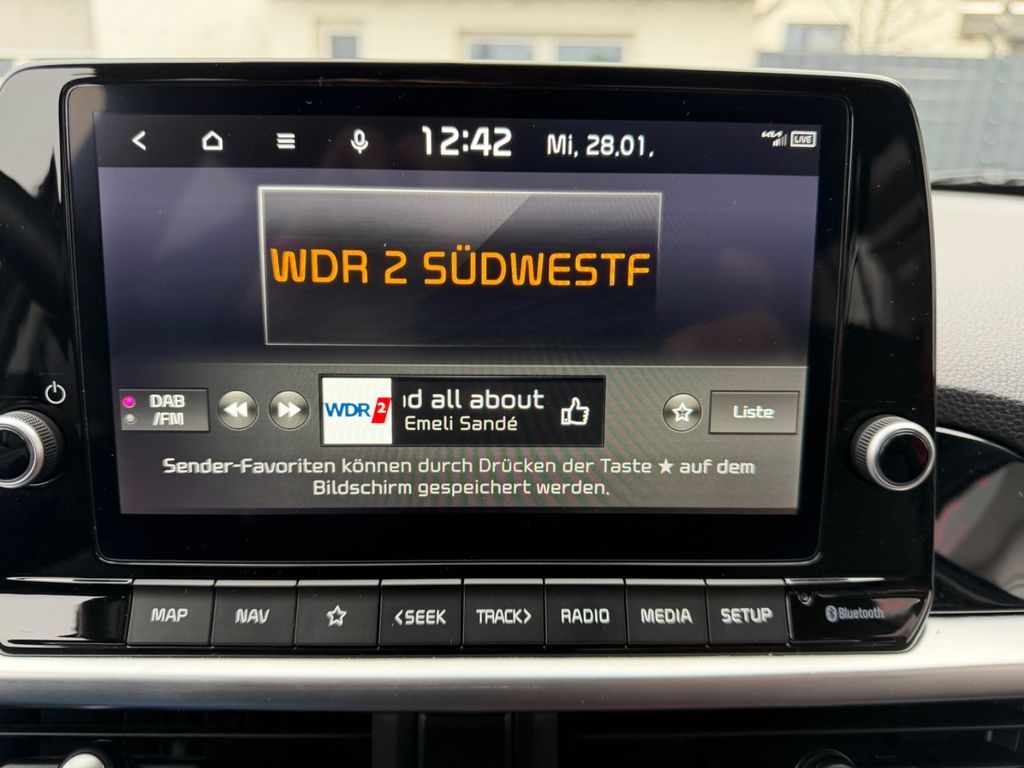 12:42 Mi, 28.01. KIA LIVE
WDR 2 SÜDWESTF
DAB
/FM
WDR 2
d all about
Emeli Sandé
Liste
Sender-Favoriten können durch Drücken der Taste ★ auf dem
Bildschirm gespeichert werden.
MAP NAV <SEEK TRACK> RADIO MEDIA SETUP Bluetooth